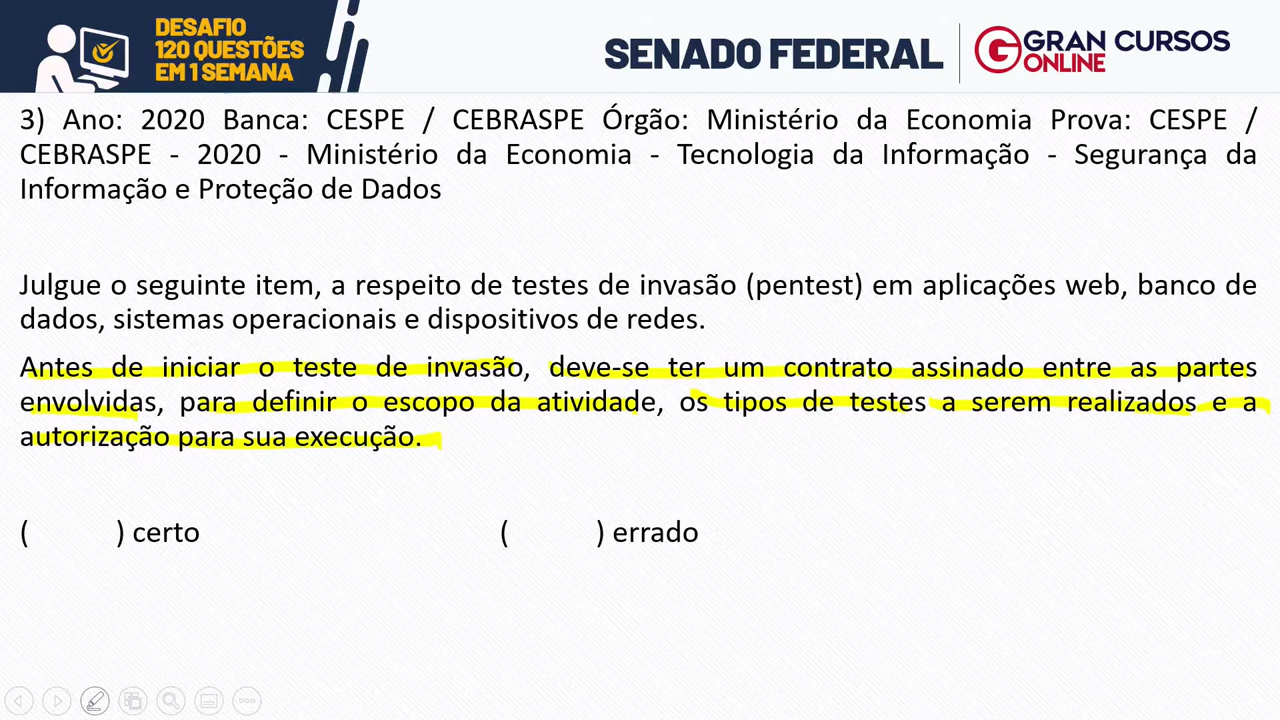 DESAFIO
120 QUESTÕES
EM 1 SEMANA
SENADO FEDERAL
GRAN CURSOS
ONLINE
3) Ano: 2020 Banca: CESPE / CEBRASPE Órgão: Ministério da Economia Prova: CESPE /
CEBRASPE - 2020 - Ministério da Economia - Tecnologia da Informação - Segurança da
Informação e Proteção de Dados
Julgue o seguinte item, a respeito de testes de invasão (pentest) em aplicações web, banco de
dados, sistemas operacionais e dispositivos de redes.
Antes de iniciar o teste de invasão, deve-se ter um contrato assinado entre as partes
envolvidas, para definir o escopo da atividade, os tipos de testes a serem realizados e a
autorização para sua execução.
( ) certo ( ) errado